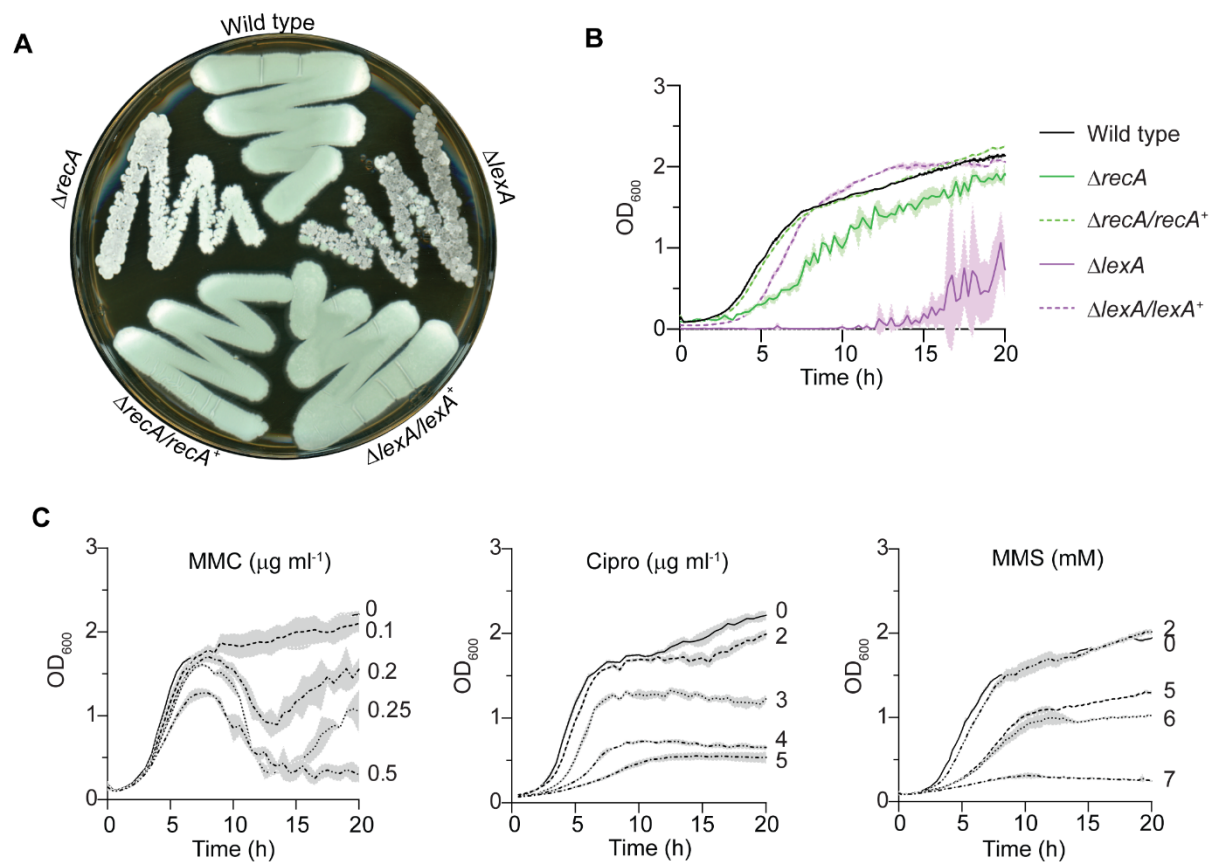 A
Wild type
ΔrecA
ΔlexA
ΔrecA/recA⁺
ΔlexA/lexA⁺
B
3
2
1
0
OD₆₀₀
0 5 10 15 20
Time (h)
Wild type
ΔrecA
ΔrecA/recA⁺
ΔlexA
ΔlexA/lexA⁺
C
MMC (μg ml⁻¹)
3
2
1
0
OD₆₀₀
0
0.1
0.2
0.25
0.5
0 5 10 15 20
Time (h)
Cipro (μg ml⁻¹)
3
2
1
0
OD₆₀₀
0
2
3
4
5
0 5 10 15 20
Time (h)
MMS (mM)
3
2
1
0
OD₆₀₀
2
0
5
6
7
0 5 10 15 20
Time (h)